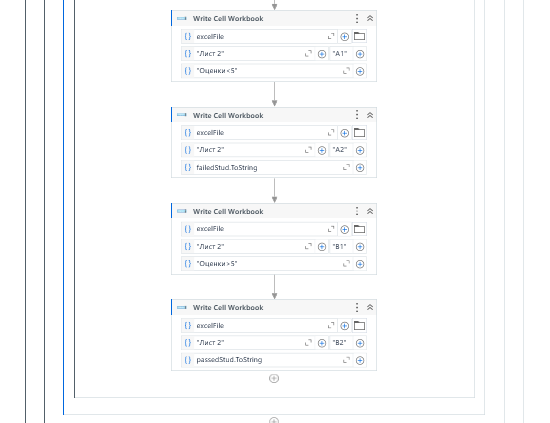 Write Cell Workbook
excelFile
"Лист 2" "A1"
"Оценки<5"
Write Cell Workbook
excelFile
"Лист 2" "A2"
failedStud.ToString
Write Cell Workbook
excelFile
"Лист 2" "B1"
"Оценки>5"
Write Cell Workbook
excelFile
"Лист 2" "B2"
passedStud.ToString